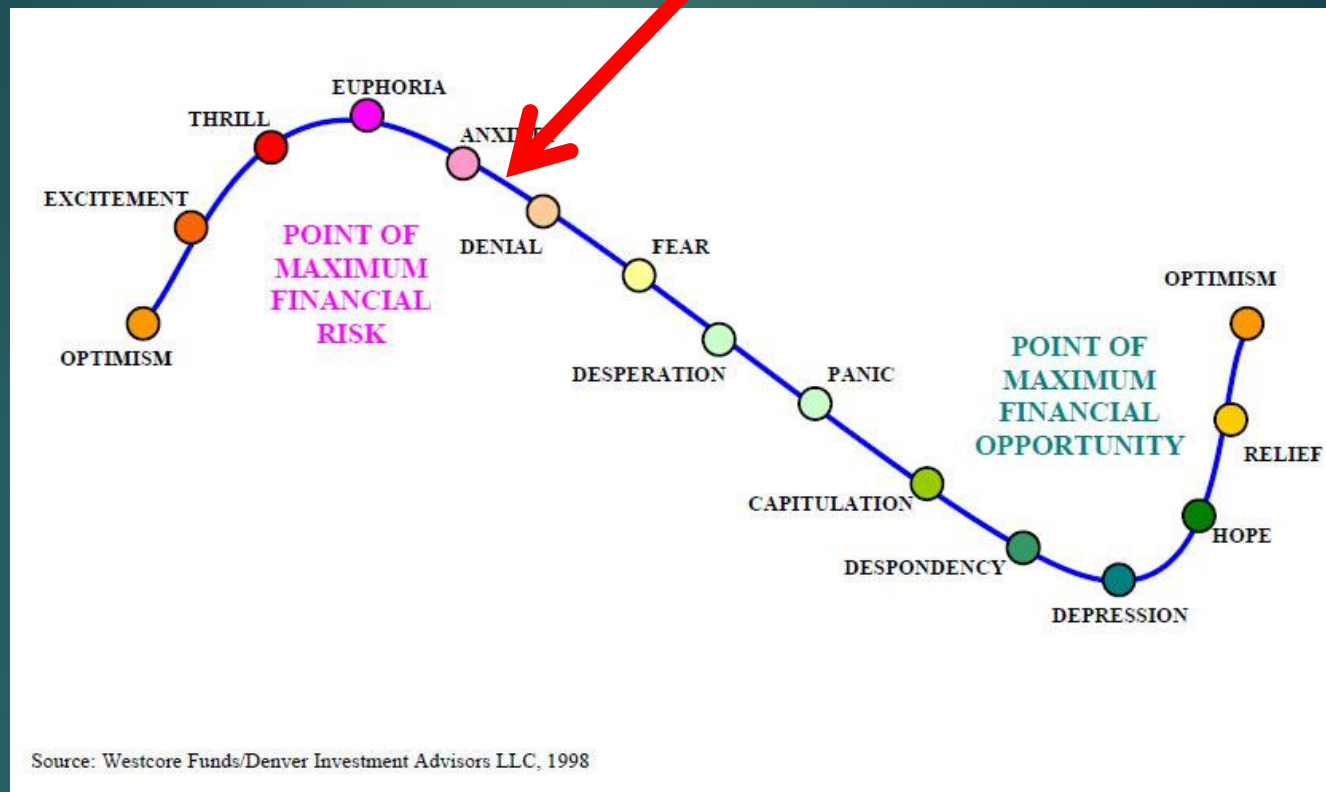 EUPHORIA
THRILL
EXCITEMENT
OPTIMISM
POINT OF
MAXIMUM
FINANCIAL
RISK
DENIAL
FEAR
DESPERATION
PANIC
CAPITULATION
DESPONDENCY
DEPRESSION
POINT OF
MAXIMUM
FINANCIAL
OPPORTUNITY
HOPE
RELIEF
OPTIMISM
Source: Westcore Funds/Denver Investment Advisors LLC, 1998